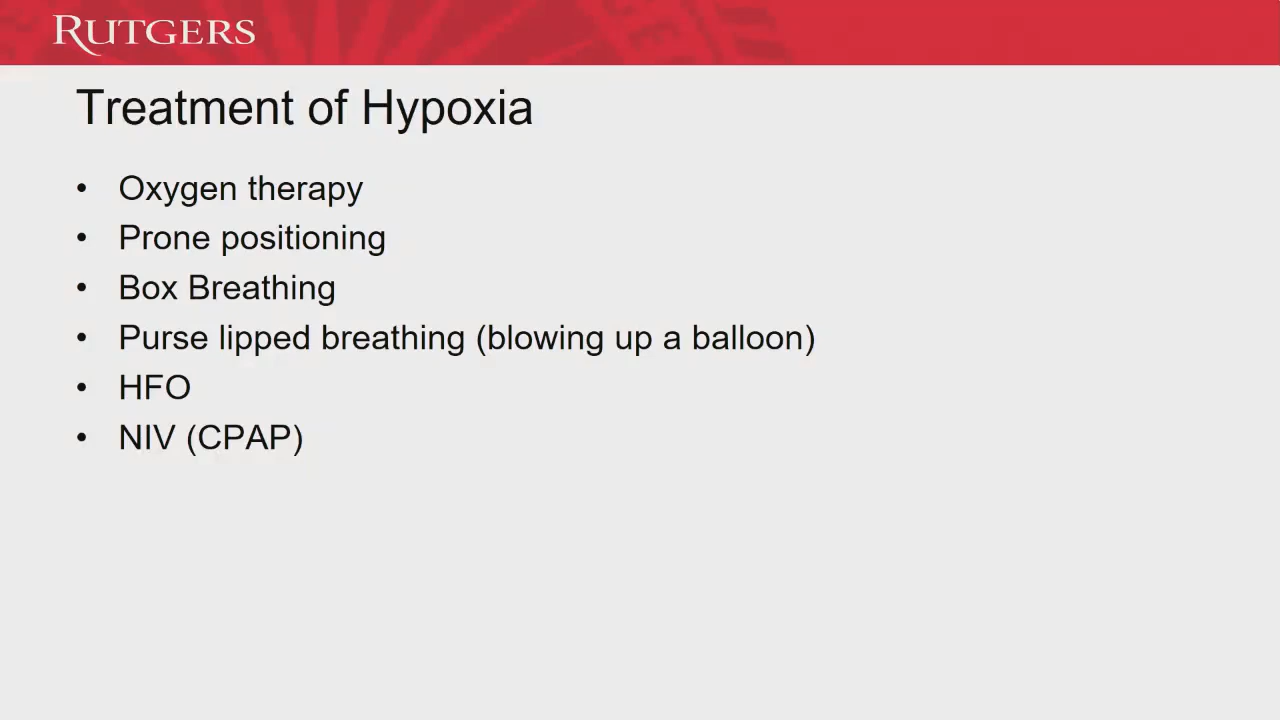 RUTGERS
Treatment of Hypoxia
• Oxygen therapy
• Prone positioning
• Box Breathing
• Purse lipped breathing (blowing up a balloon)
• HFO
• NIV (CPAP)